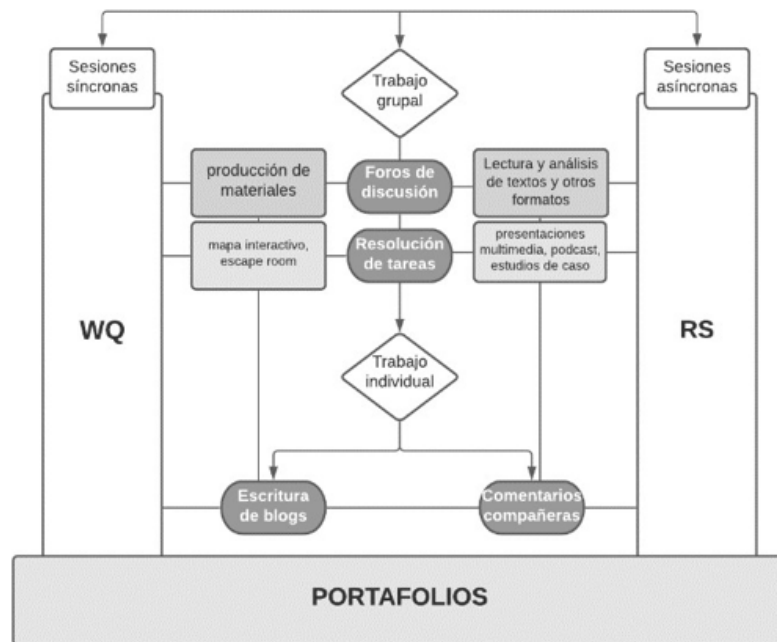 Sesiones
síncronas
Trabajo
grupal
Sesiones
asíncronas
producción de
materiales
Foros de
discusión
Lectura y análisis
de textos y otros
formatos
mapa interactivo,
escape room
Resolución
de tareas
presentaciones
multimedia, podcast,
estudios de caso
WQ
RS
Trabajo
individual
Escritura
de blogs
Comentarios
compañeras
PORTAFOLIOS